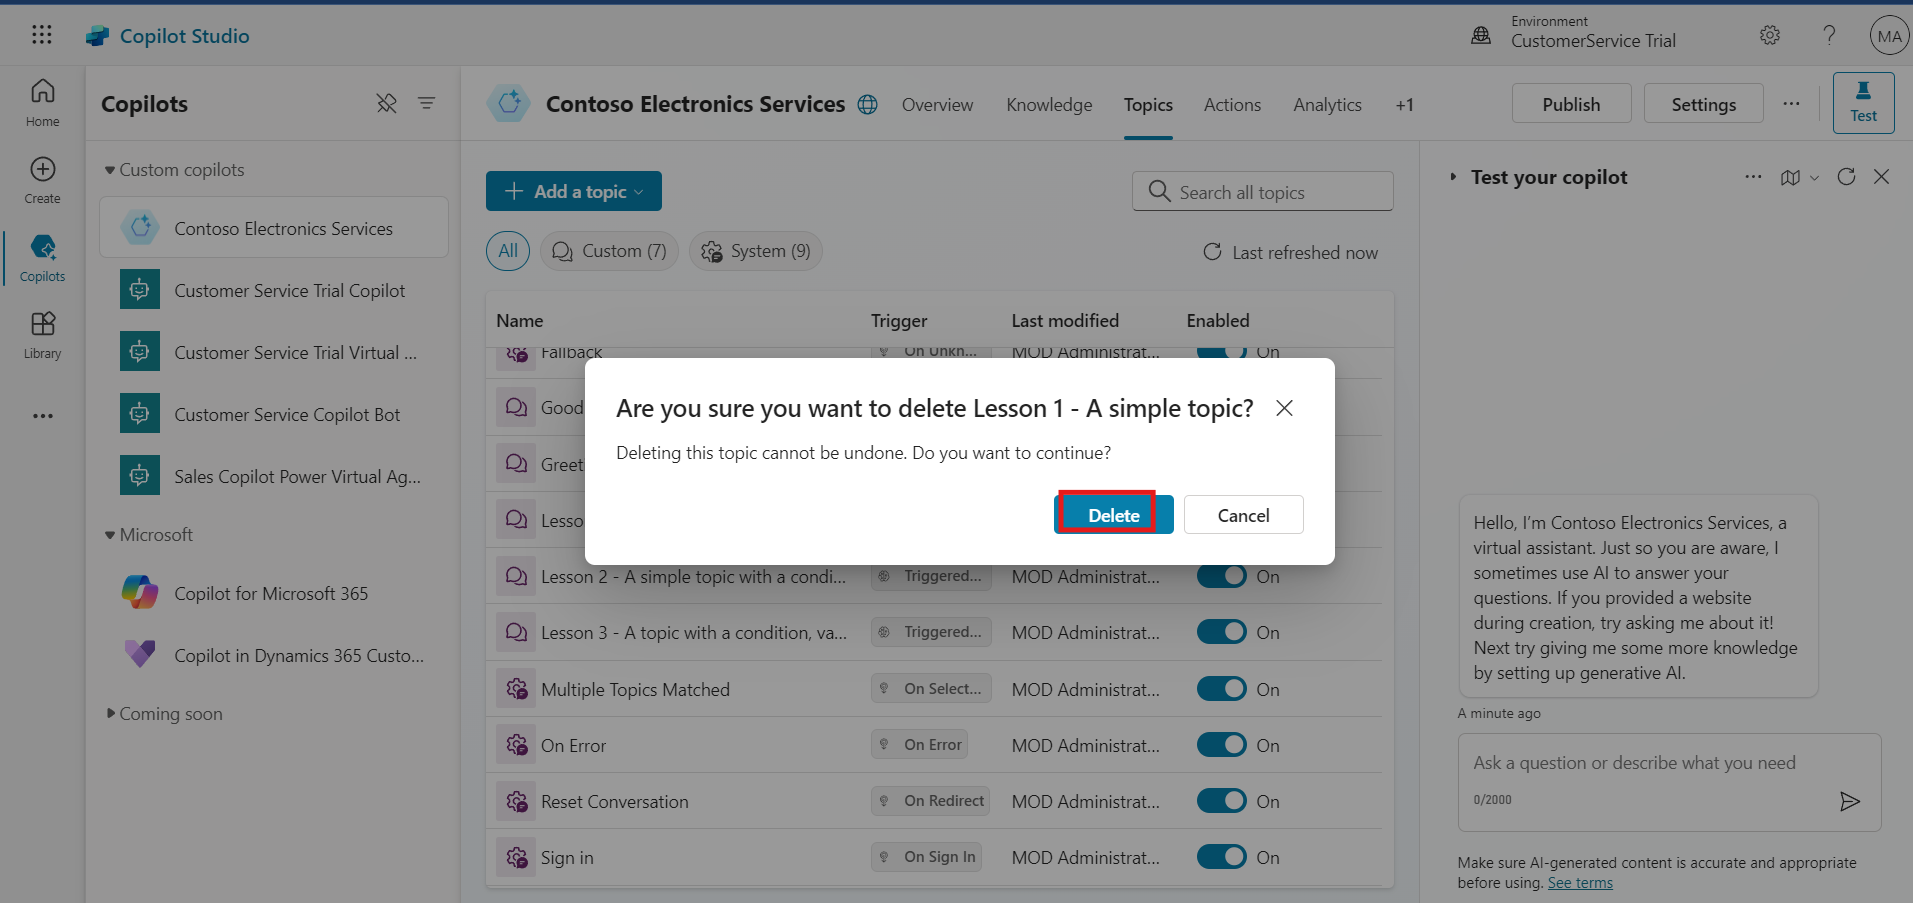 Copilot Studio
Environment
CustomerService Trial
MA
Home
Create
Copilots
Library
Copilots
Custom copilots
Contoso Electronics Services
Customer Service Trial Copilot
Customer Service Trial Virtual ...
Customer Service Copilot Bot
Sales Copilot Power Virtual Ag...
Microsoft
Copilot for Microsoft 365
Copilot in Dynamics 365 Custo...
Coming soon
Contoso Electronics Services
Overview
Knowledge
Topics
Actions
Analytics
+1
Publish
Settings
Test
Add a topic
Search all topics
All
Custom (7)
System (9)
Last refreshed now
Name Trigger Last modified Enabled
Fallback On Unkn... MOD Administrat... On
Good
Greet
Lesso
Are you sure you want to delete Lesson 1 - A simple topic?
Deleting this topic cannot be undone. Do you want to continue?
Delete
Cancel
Lesson 2 - A simple topic with a condi... Triggered... MOD Administrat... On
Lesson 3 - A topic with a condition, va... Triggered... MOD Administrat... On
Multiple Topics Matched On Select... MOD Administrat... On
On Error On Error MOD Administrat... On
Reset Conversation On Redirect MOD Administrat... On
Sign in On Sign In MOD Administrat... On
Test your copilot
Hello, I'm Contoso Electronics Services, a
virtual assistant. Just so you are aware, I
sometimes use AI to answer your
questions. If you provided a website
during creation, try asking me about it!
Next try giving me some more knowledge
by setting up generative AI.
A minute ago
Ask a question or describe what you need
0/2000
Make sure AI-generated content is accurate and appropriate
before using. See terms